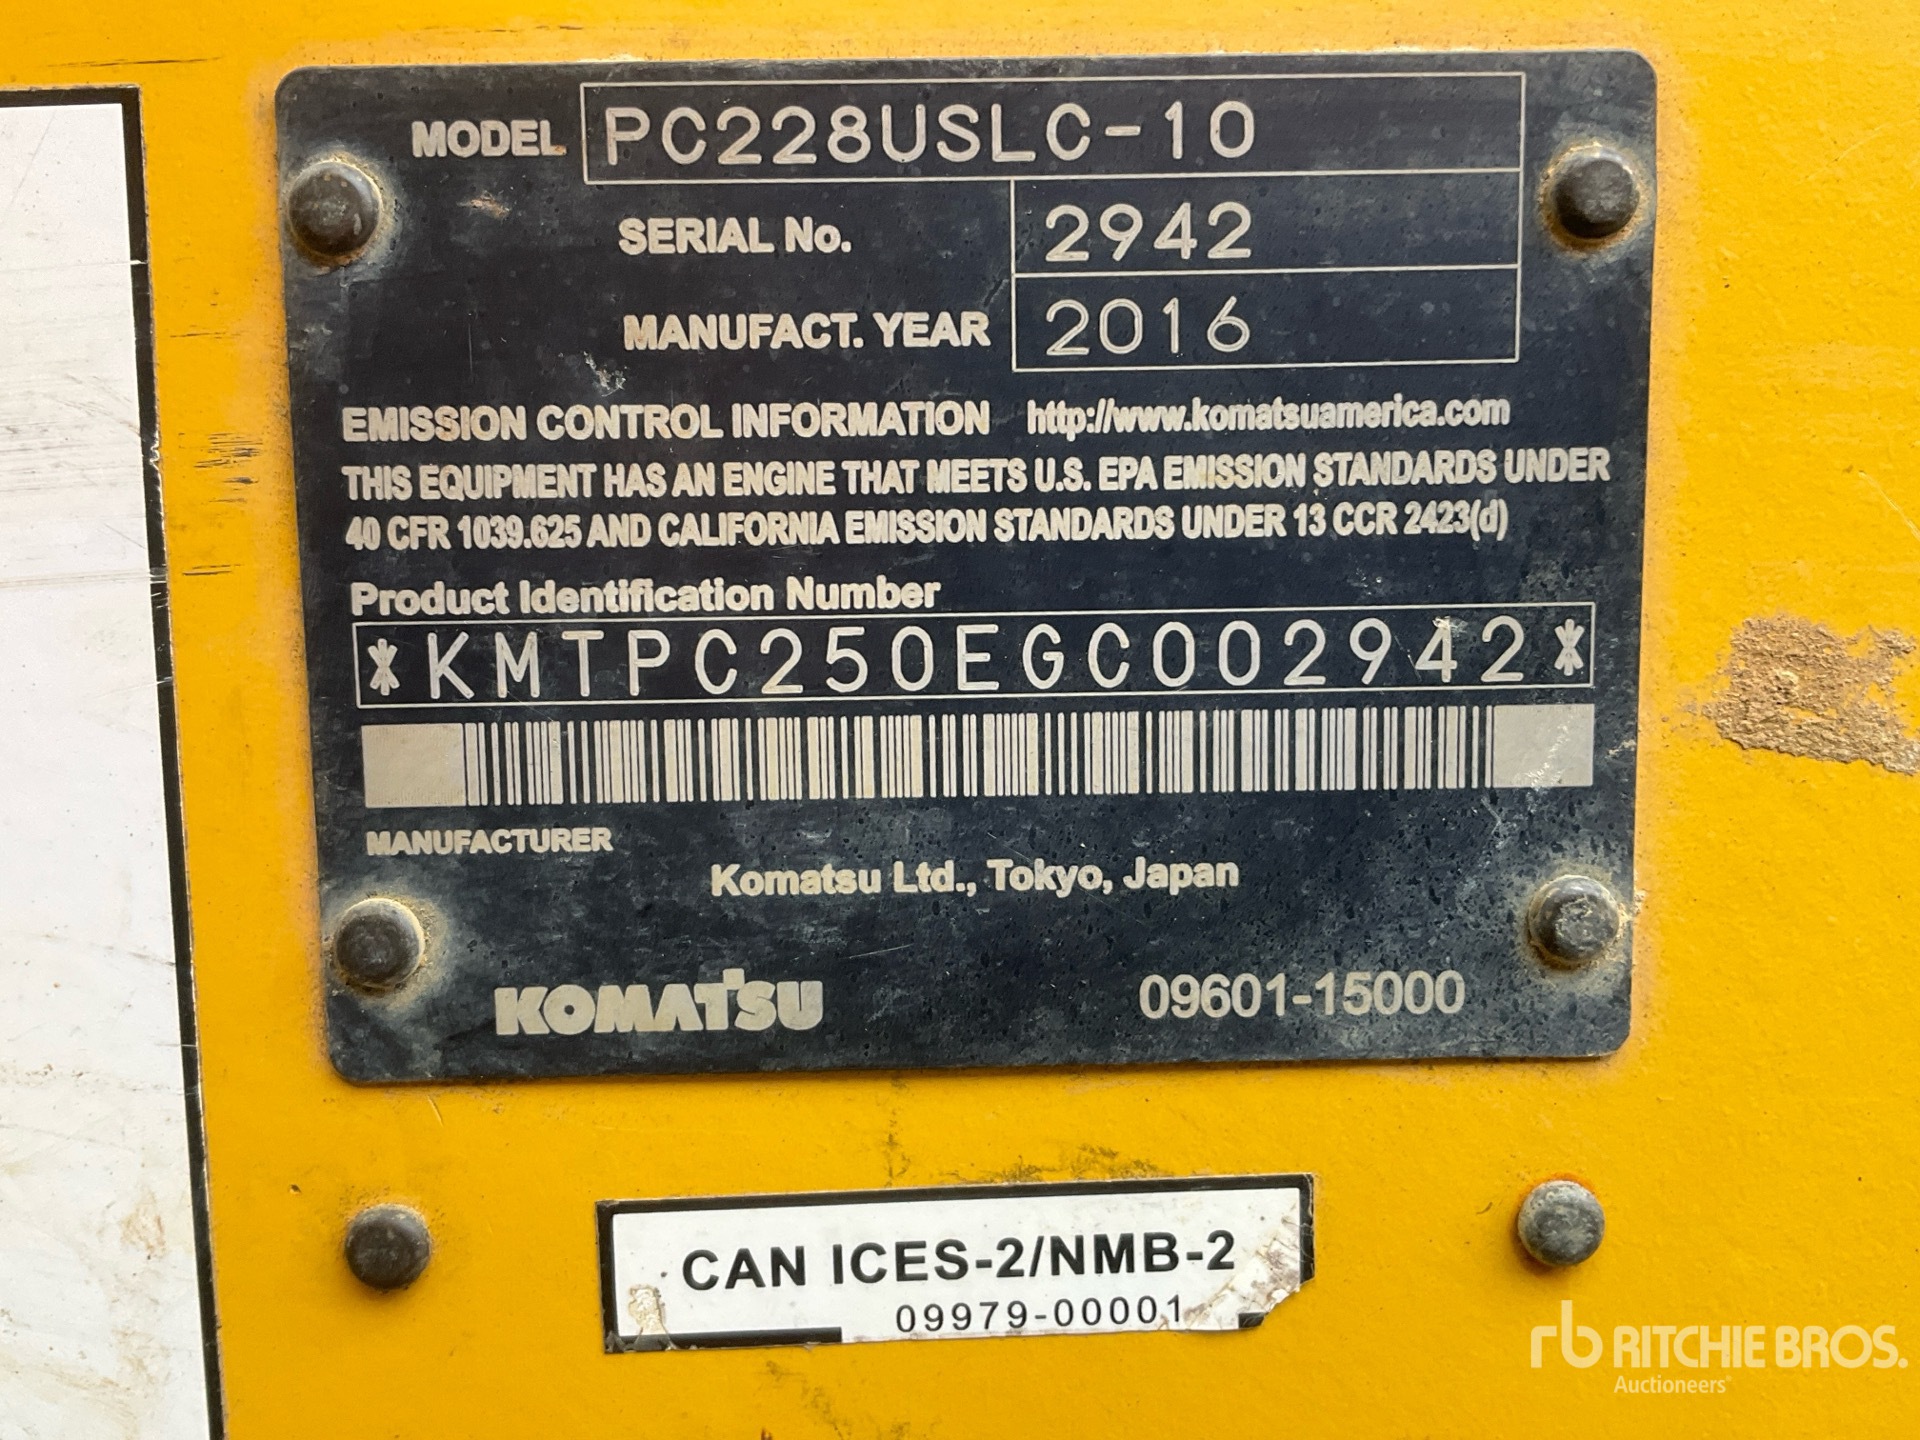 MODEL PC228USLC-10
SERIAL No. 2942
MANUFACT. YEAR 2016
EMISSION CONTROL INFORMATION http://www.komatsuamerica.com
THIS EQUIPMENT HAS AN ENGINE THAT MEETS U.S. EPA EMISSION STANDARDS UNDER
40 CFR 1039.625 AND CALIFORNIA EMISSION STANDARDS UNDER 13 CCR 2423(d)
Product Identification Number
*KMTPC250EGC002942*
MANUFACTURER
Komatsu Ltd., Tokyo, Japan
KOMATSU 09601-15000
CAN ICES-2/NMB-2
09979-00001
rb RITCHIE BROS.
Auctioneers